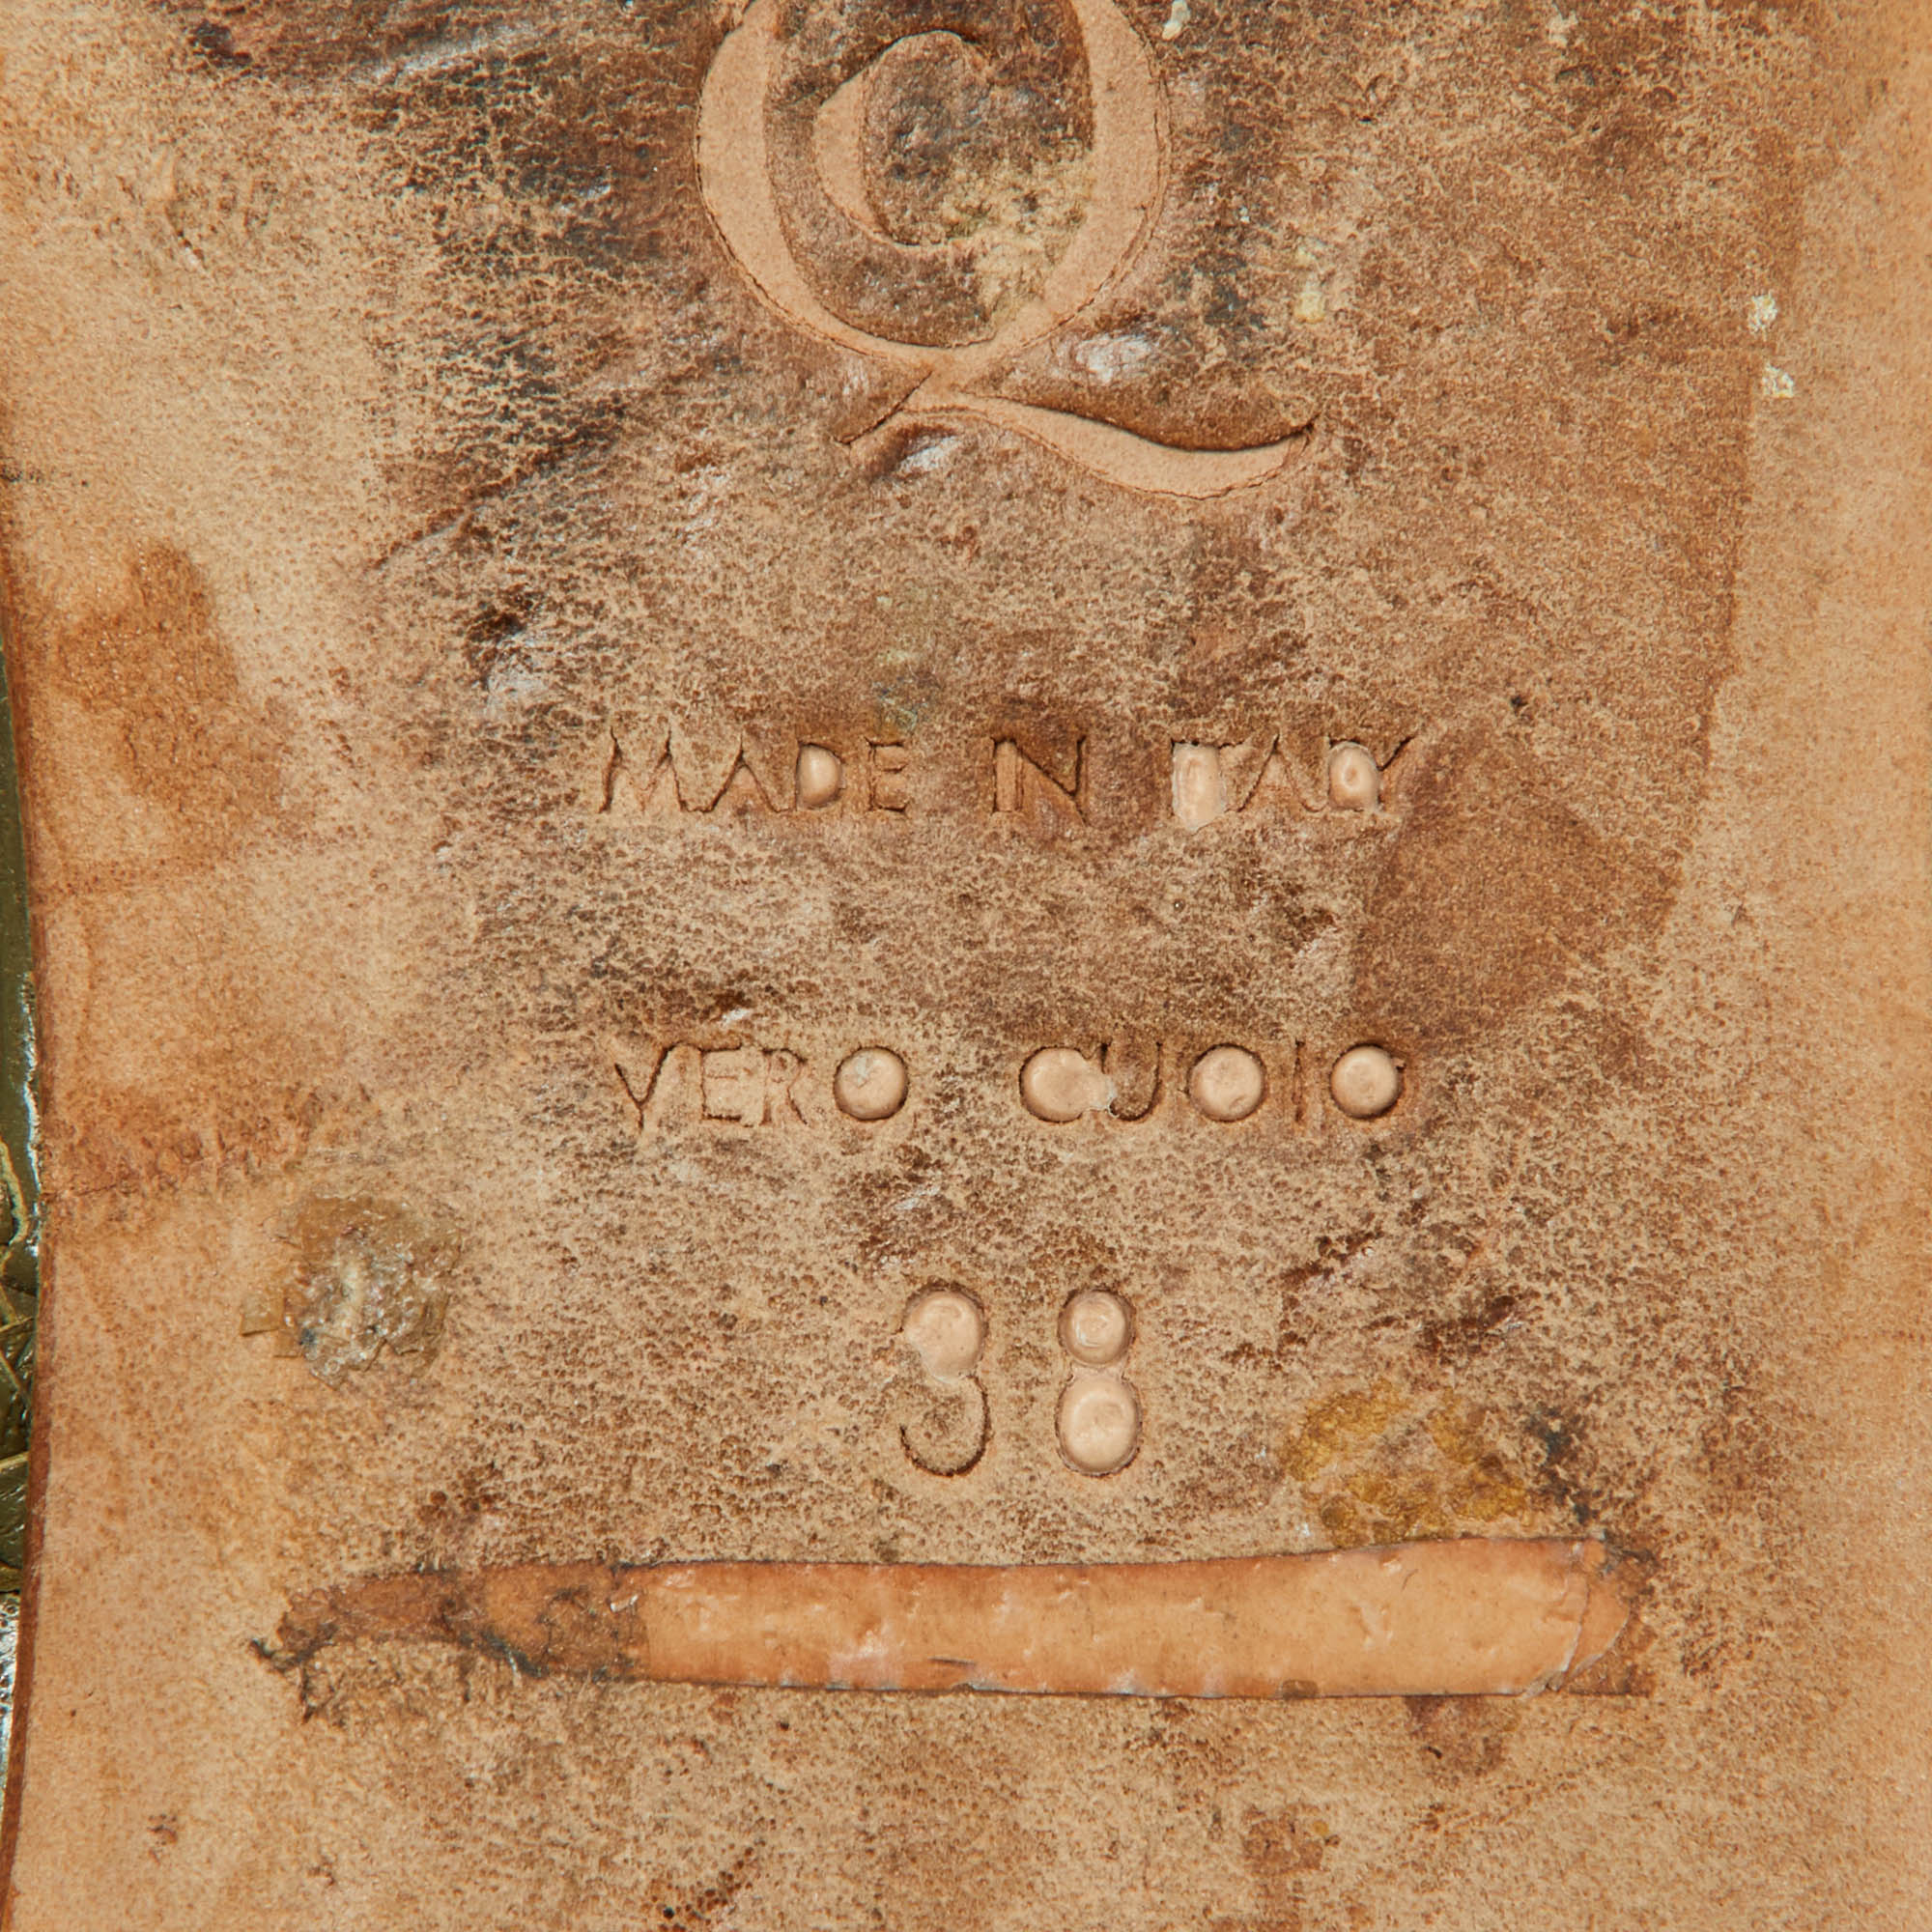 Q
MADE IN ITALY
VERO CUOIO
38